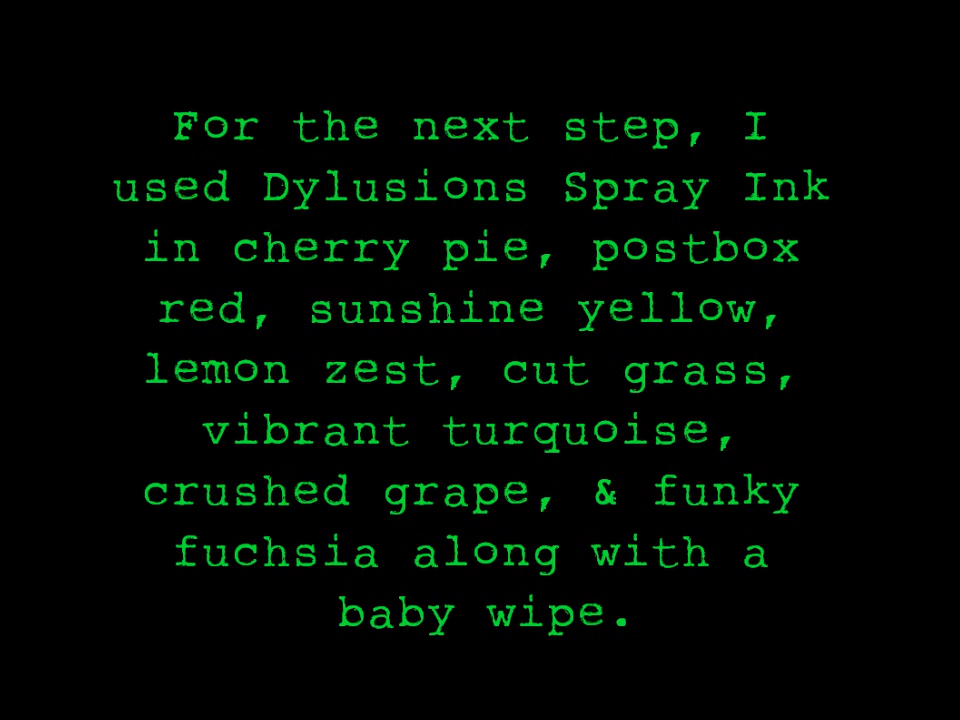 For the next step, I
used Dylusions Spray Ink
in cherry pie, postbox
red, sunshine yellow,
lemon zest, cut grass,
vibrant turquoise,
crushed grape, & funky
fuchsia along with a
baby wipe.